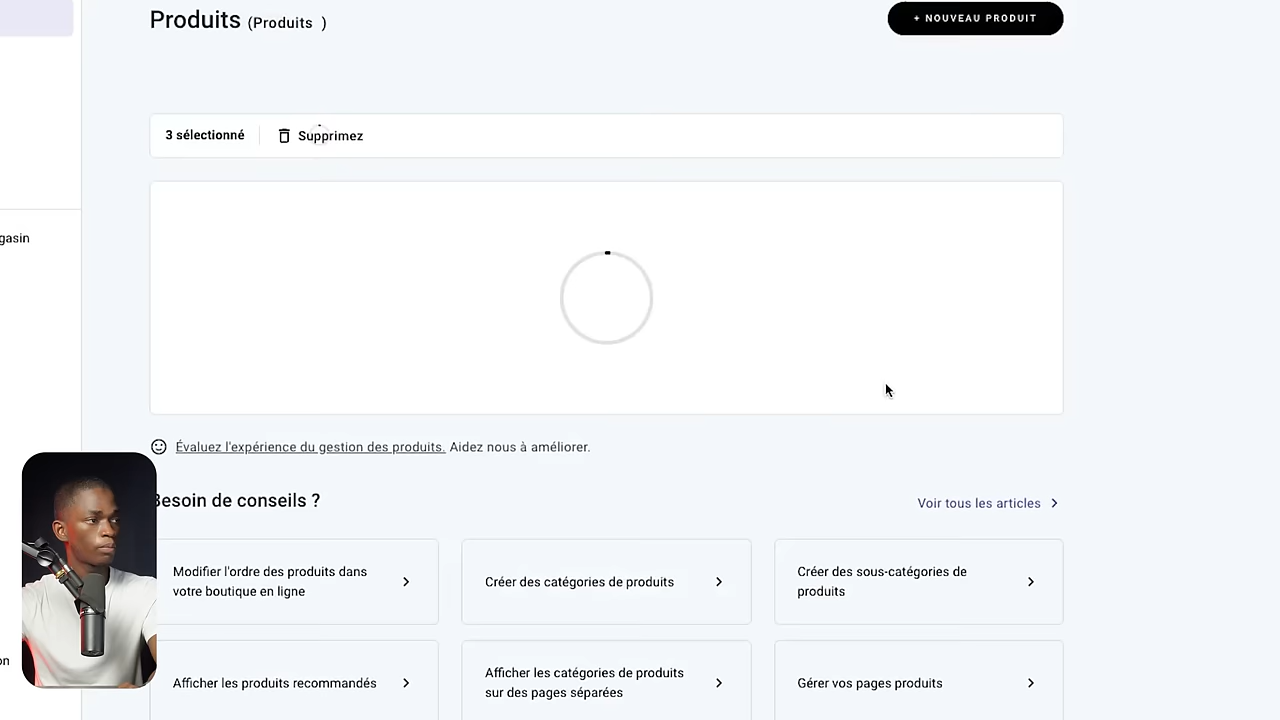 Produits (Produits )
+ NOUVEAU PRODUIT
3 sélectionné
Supprimez
gasin
Évaluez l'expérience du gestion des produits. Aidez nous à améliorer.
Besoin de conseils ?
Voir tous les articles
Modifier l'ordre des produits dans
votre boutique en ligne
Créer des catégories de produits
Créer des sous-catégories de
produits
on
Afficher les produits recommandés
Afficher les catégories de produits
sur des pages séparées
Gérer vos pages produits